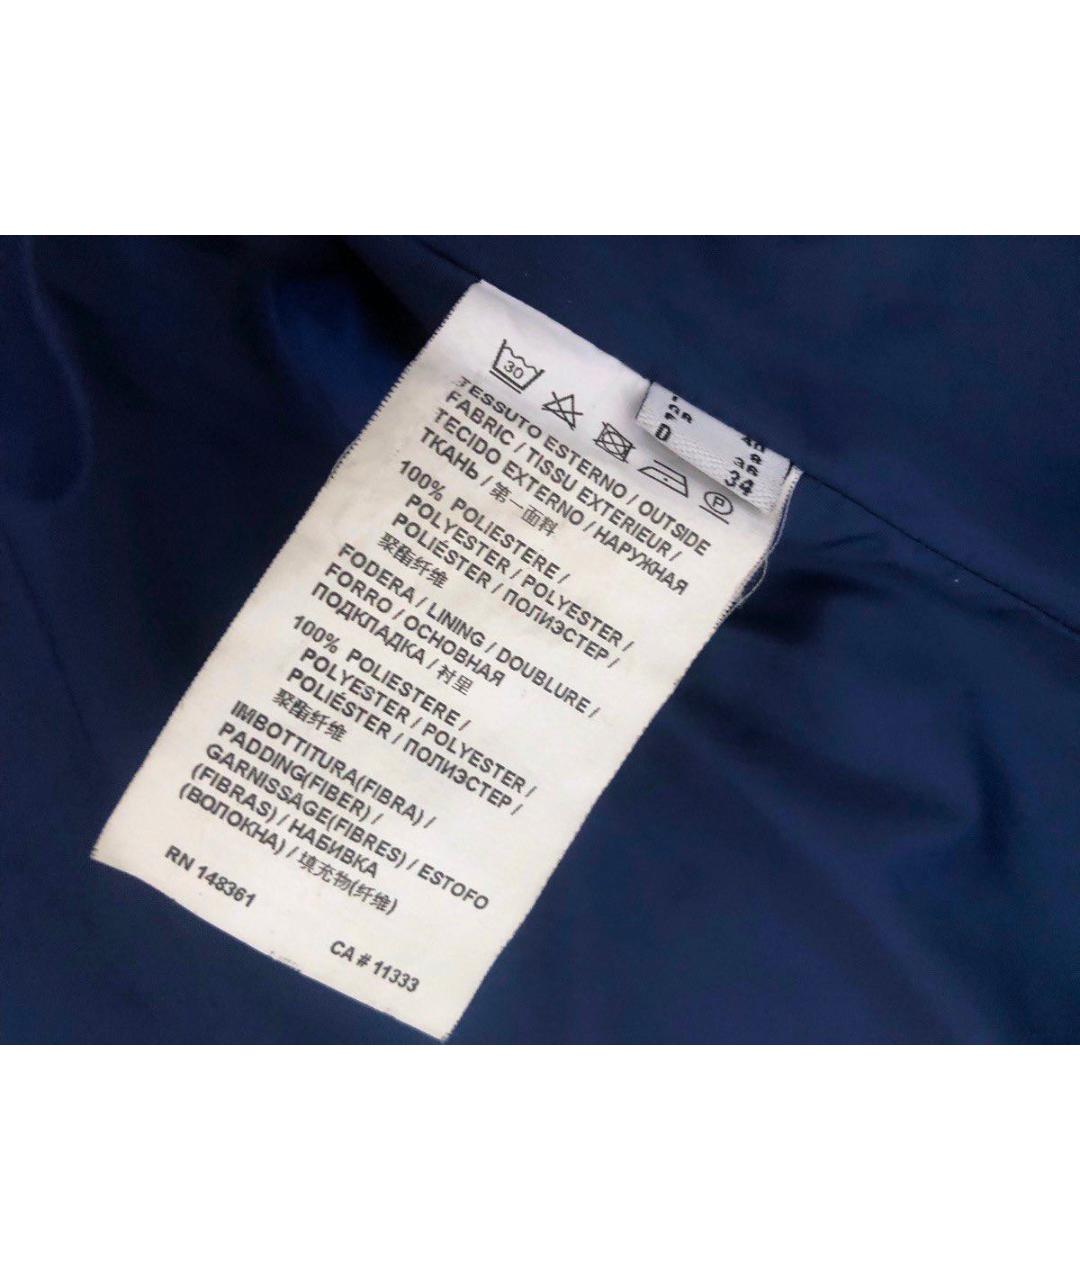 30
P
TESSUTO ESTERNO / OUTSIDE
FABRIC / TISSU EXTERIEUR /
TECIDO EXTERNO / НАРУЖНАЯ
ТКАНЬ / 第一面料
100% POLIESTERE /
POLYESTER / POLYESTER /
POLIÉSTER / ПОЛИЭСТЕР /
聚酯纤维
FODERA / LINING / DOUBLURE /
FORRO / ОСНОВНАЯ
ПОДКЛАДКА / 衬里
100% POLIESTERE /
POLYESTER / POLYESTER /
POLIÉSTER / ПОЛИЭСТЕР /
聚酯纤维
IMBOTTITURA(FIBRA) /
PADDING(FIBER) /
GARNISSAGE(FIBRES) / ESTOFO
(FIBRAS) / НАБИВКА
(ВОЛОКНА) / 填充物(纤维)
RN 148361
CA # 11333
D 34